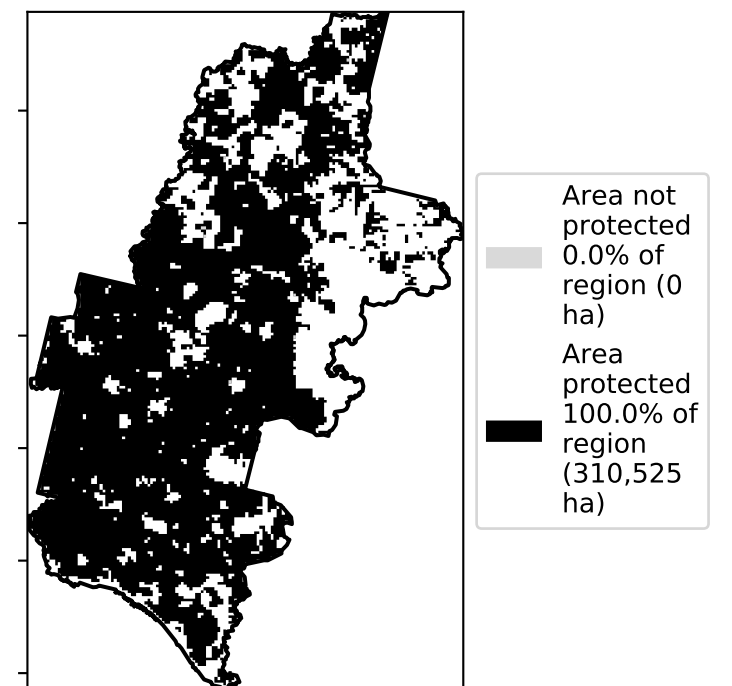 Area not
protected
0.0% of
region (0
ha)
Area
protected
100.0% of
region
(310,525
ha)